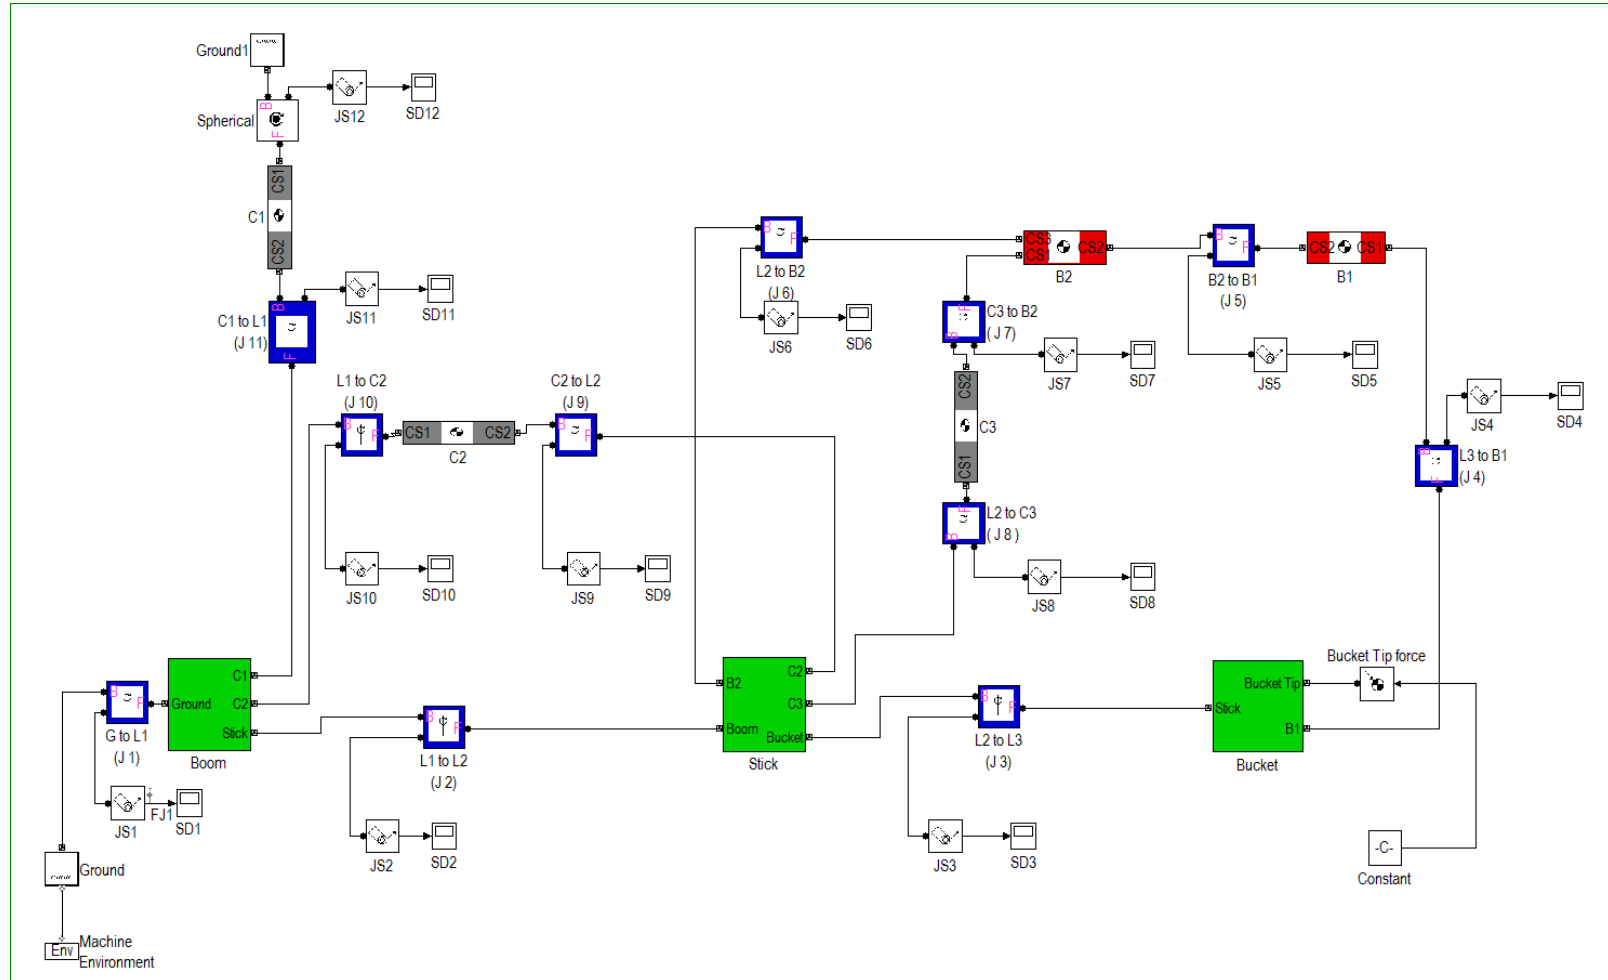 Ground1
B
F
Spherical
JS12
SD12
CS1
C1
CS2
B
F
C1 to L1
(J 11)
JS11
SD11
L1 to C2
(J 10)
B
F
CS1
CS2
C2
C2 to L2
(J 9)
B
F
JS10
SD10
JS9
SD9
B
F
L2 to B2
(J 6)
JS6
SD6
CS3
CS1
CS2
B2
B
F
B2 to B1
(J 5)
CS2
CS1
B1
F
B
C3 to B2
( J 7)
JS7
SD7
JS5
SD5
CS2
C3
CS1
JS4
SD4
B
F
L3 to B1
(J 4)
F
B
L2 to C3
( J 8 )
JS8
SD8
B
F
G to L1
(J 1)
Ground
C1
C2
Stick
Boom
JS1
FJ1
SD1
B
F
L1 to L2
(J 2)
JS2
SD2
B2
Boom
C2
C3
Bucket
Stick
B
F
L2 to L3
(J 3)
JS3
SD3
Stick
Bucket Tip
B1
Bucket
Bucket Tip force
-C-
Constant
Ground
Env
Machine
Environment